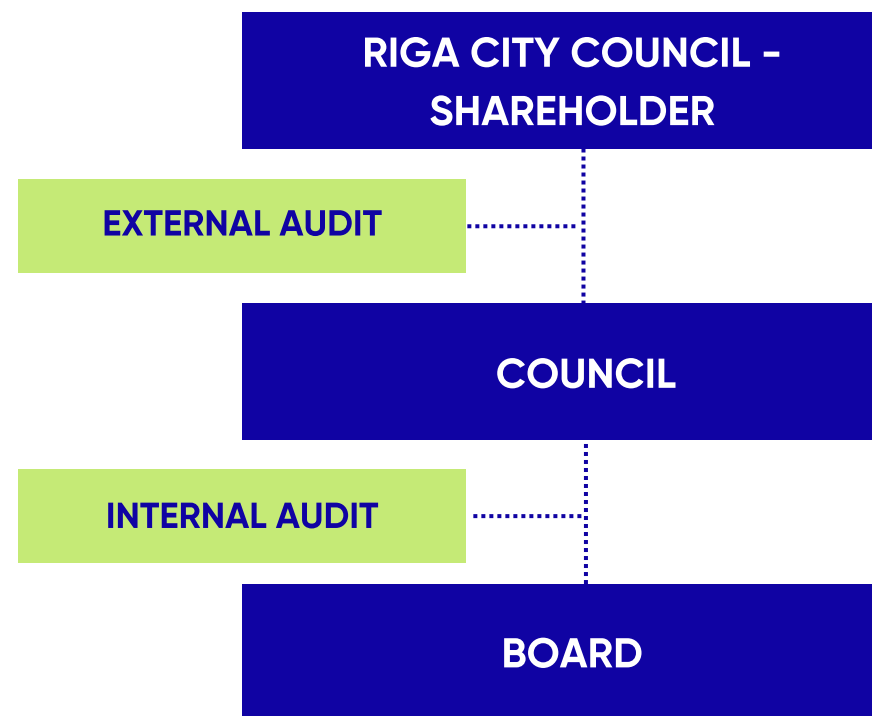 RIGA CITY COUNCIL -
SHAREHOLDER
EXTERNAL AUDIT
COUNCIL
INTERNAL AUDIT
BOARD